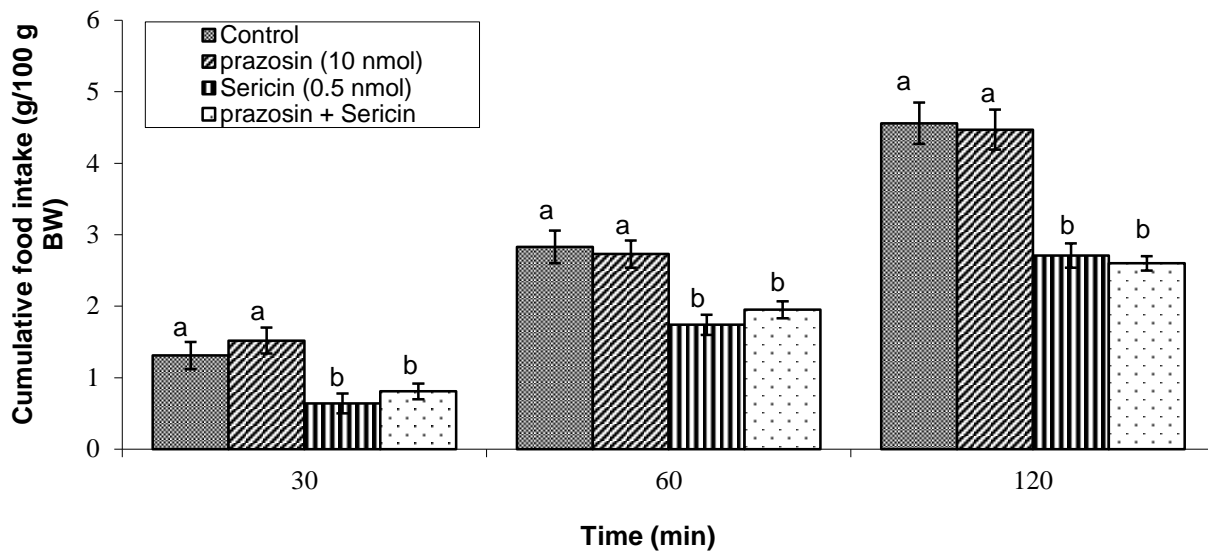 Cumulative food intake (g/100 g
BW)
6
5
4
3
2
1
0
Control
prazosin (10 nmol)
Sericin (0.5 nmol)
prazosin + Sericin
a
a
b
b
a
a
b
b
a
a
b
b
30
60
120
Time (min)